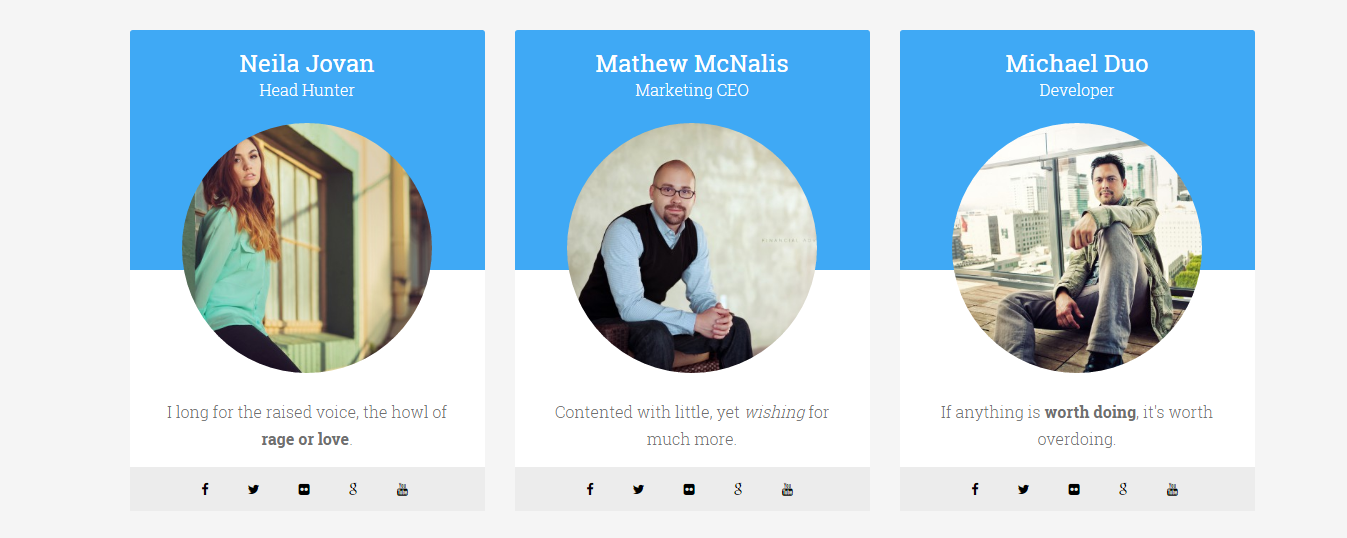 Neila Jovan
Head Hunter
I long for the raised voice, the howl of
rage or love.
Mathew McNalis
Marketing CEO
Contented with little, yet wishing for
much more.
Michael Duo
Developer
If anything is worth doing, it's worth
overdoing.